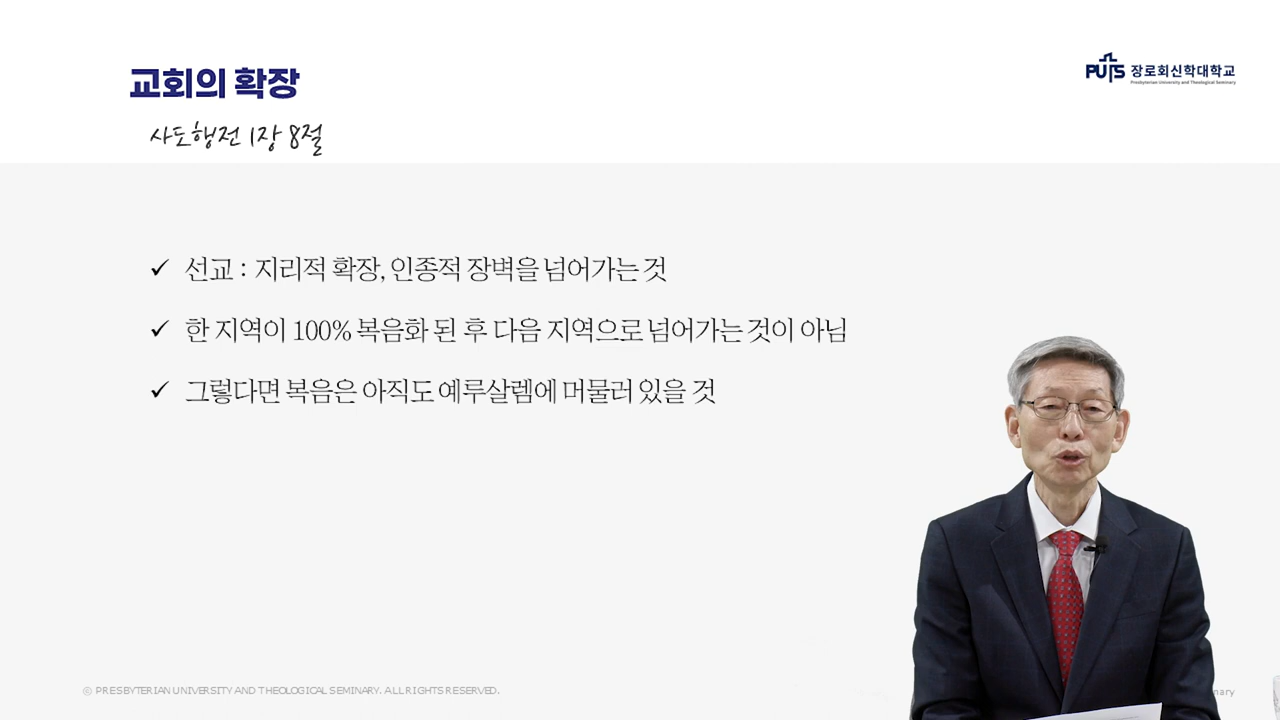 교회의 확장
PUTS 장로회신학대학교
Presbyterian University and Theological Seminary
사도행전 1장 8절
✓ 선교 : 지리적 확장, 인종적 장벽을 넘어가는 것
✓ 한 지역이 100% 복음화 된 후 다음 지역으로 넘어가는 것이 아님
✓ 그렇다면 복음은 아직도 예루살렘에 머물러 있을 것
© PRESBYTERIAN UNIVERSITY AND THEOLOGICAL SEMINARY. ALL RIGHTS RESERVED.